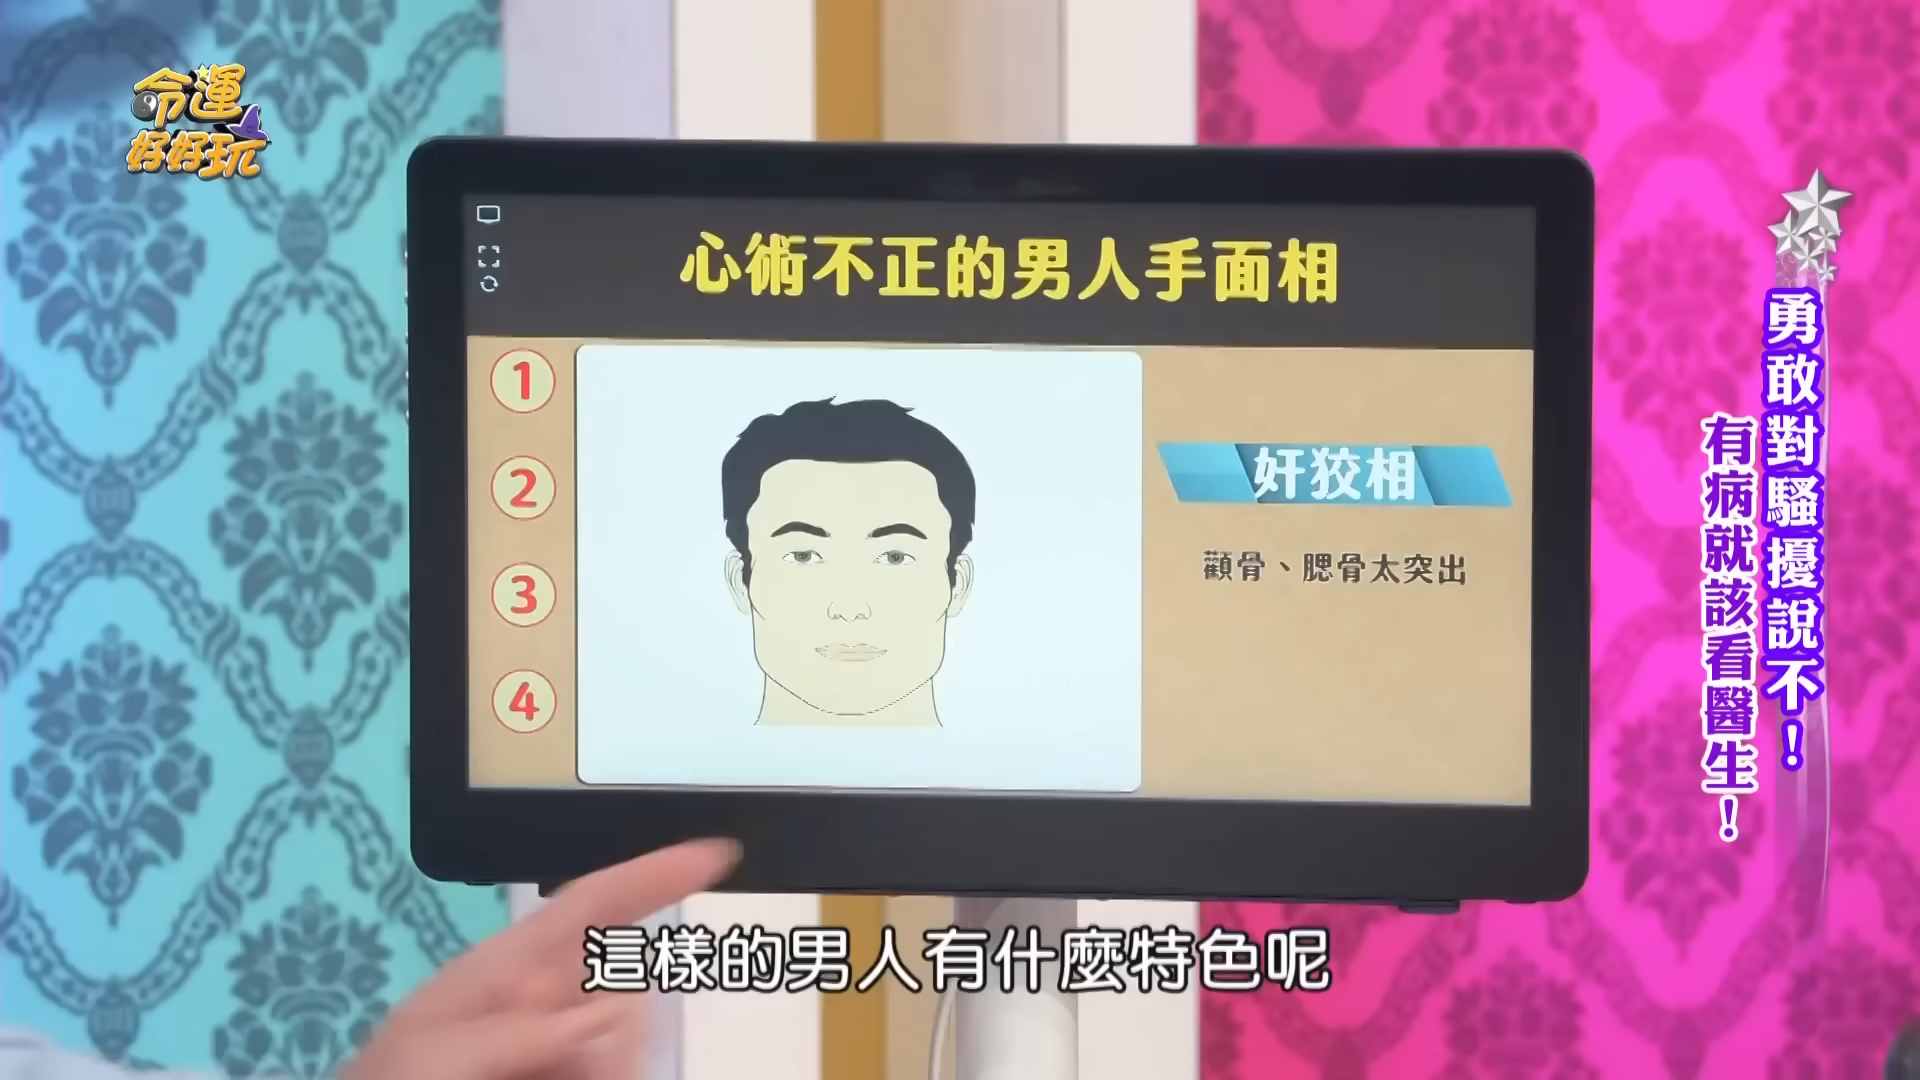 命運
好好玩
心術不正的男人手面相
1
2
3
4
奸狡相
顴骨、腮骨太突出
勇敢對騷擾說不！
有病就該看醫生！
這樣的男人有什麼特色呢